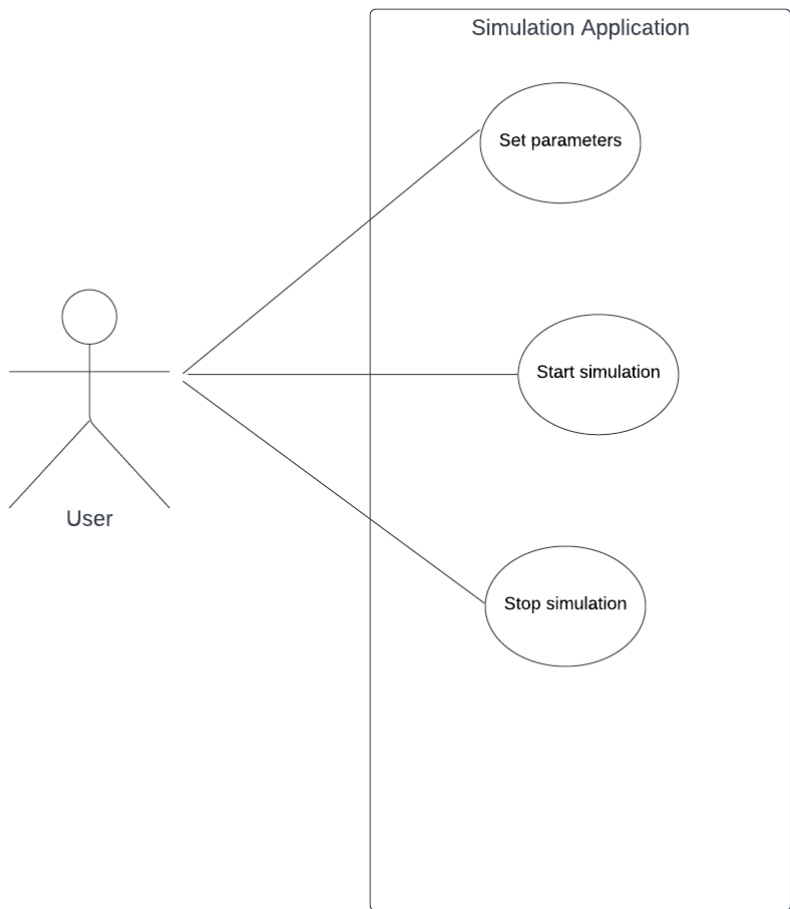 Simulation Application
Set parameters
Start simulation
User
Stop simulation